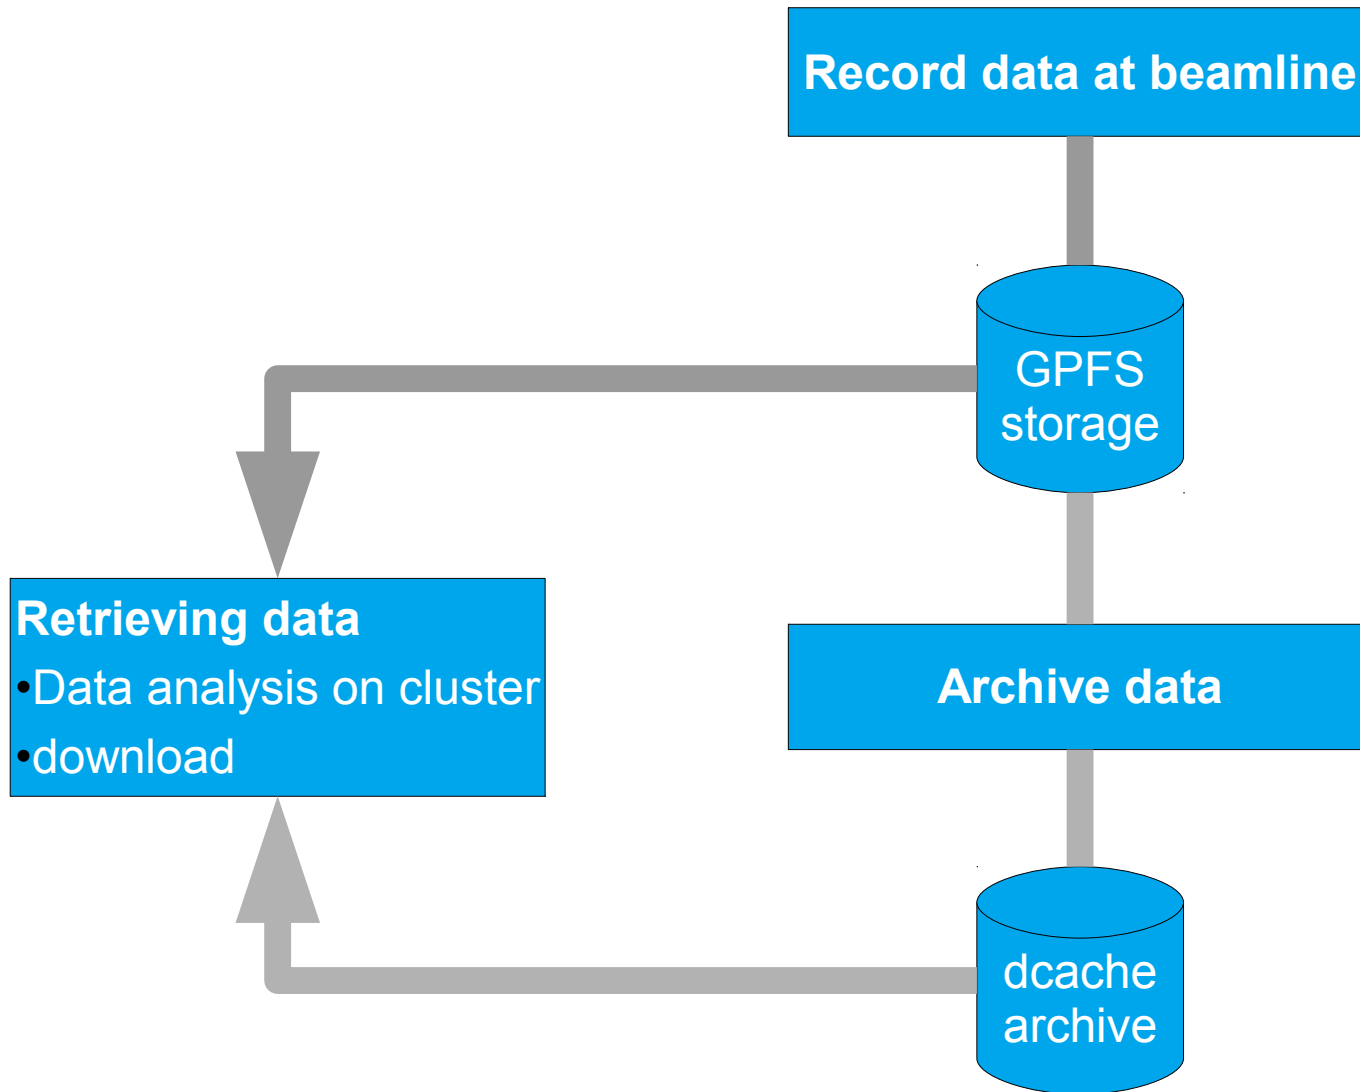 Record data at beamline
GPFS
storage
Retrieving data
•Data analysis on cluster
•download
Archive data
dcache
archive